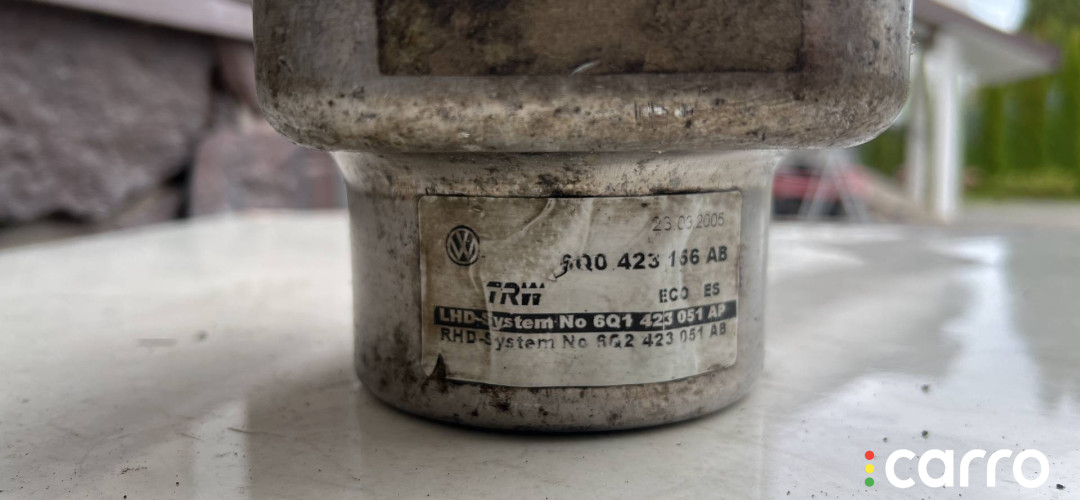 23.03.2005
6Q0 423 156 AB
TRW ECO ES
LHD-System No 6Q1 423 051 AP
RHD-System No 6Q2 423 051 AB
carro